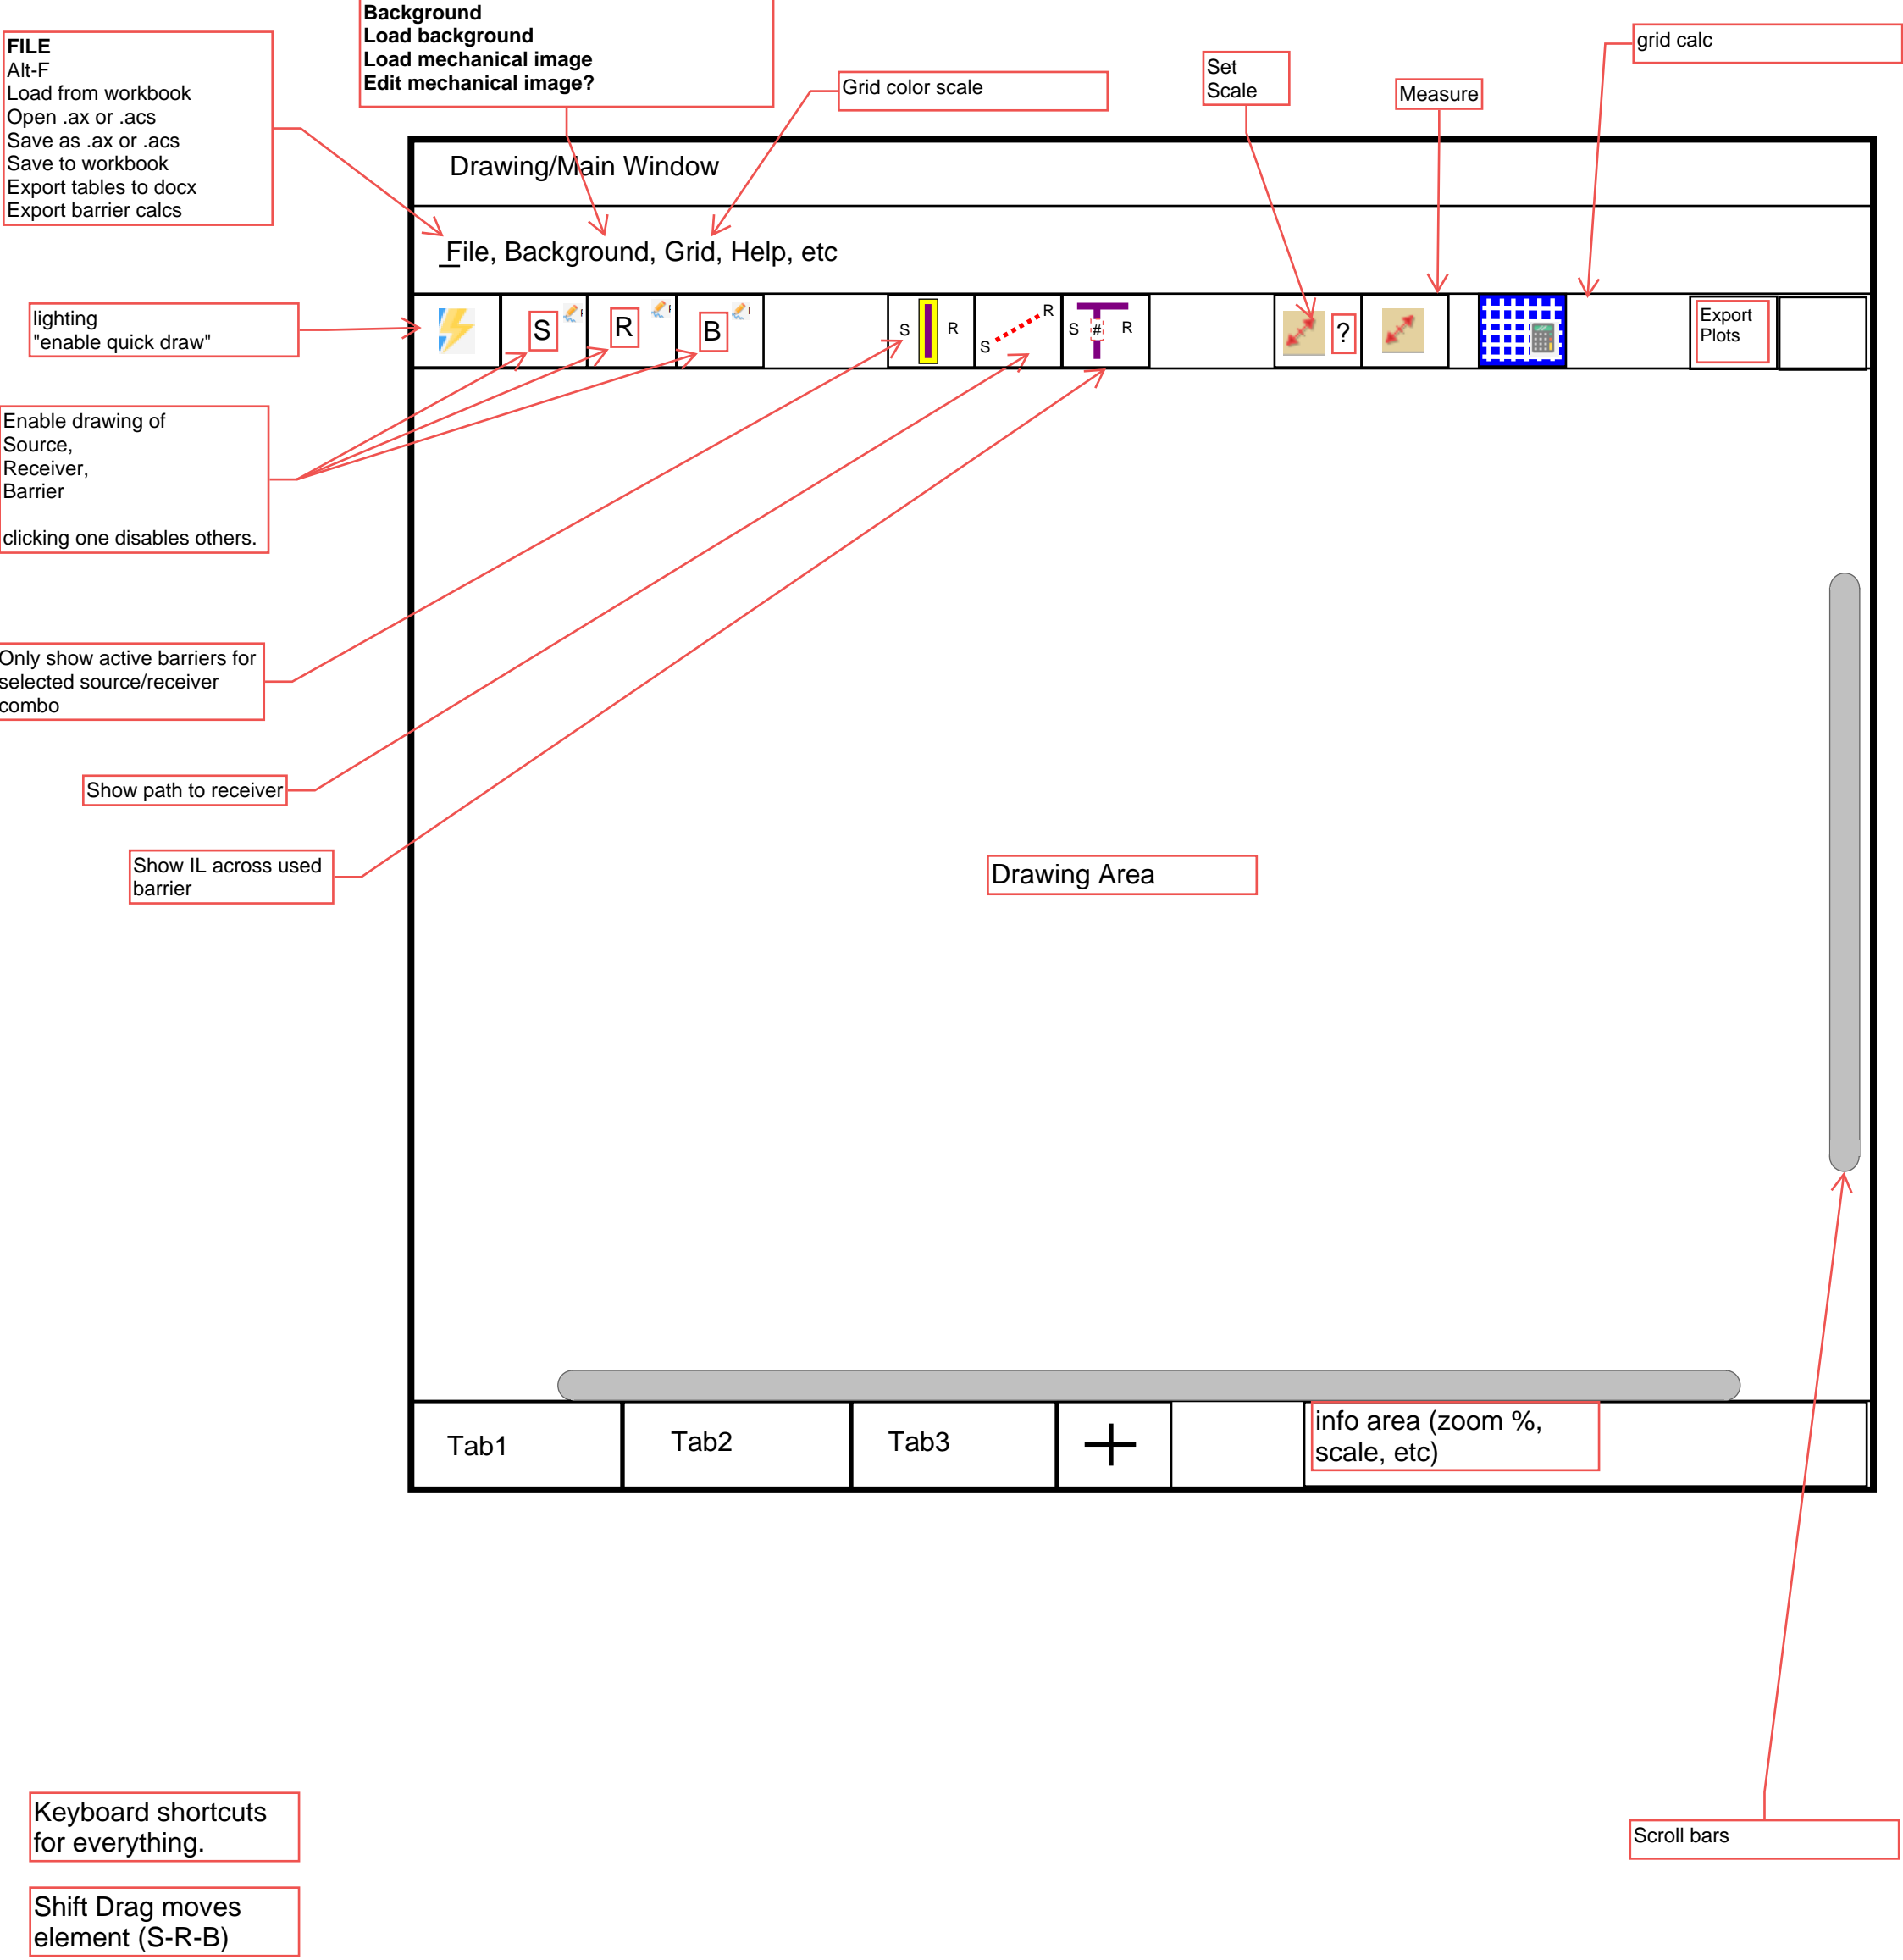 Background
Load background
Load mechanical image
Edit mechanical image?
FILE
Alt-F
Load from workbook
Open .ax or .acs
Save as .ax or .acs
Save to workbook
Export tables to docx
Export barrier calcs
Grid color scale
Set
Scale
Measure
grid calc
Drawing/Main Window
File, Background, Grid, Help, etc
lighting
"enable quick draw"
S
R
B
S R
S R
S # R
?
Export
Plots
Enable drawing of
Source,
Receiver,
Barrier
clicking one disables others.
Only show active barriers for
selected source/receiver
combo
Show path to receiver
Show IL across used
barrier
Drawing Area
Tab1
Tab2
Tab3
info area (zoom %,
scale, etc)
Keyboard shortcuts
for everything.
Scroll bars
Shift Drag moves
element (S-R-B)